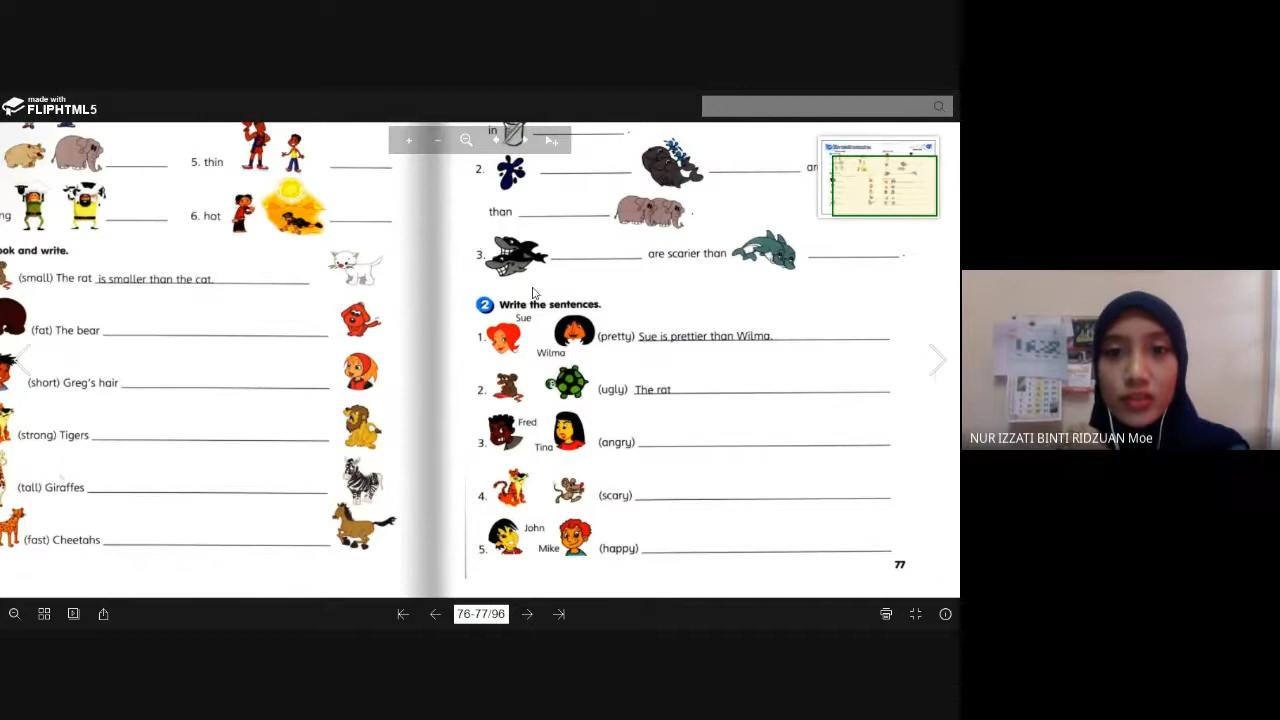 made with
FLIPHTML5
5. thin
ng
6. hot
ook and write.
(small) The rat is smaller than the cat.
(fat) The bear
(short) Greg's hair
(strong) Tigers
(tall) Giraffes
(fast) Cheetahs
in .
2. are
than .
3. are scarier than .
2 Write the sentences.
Sue
1. (pretty) Sue is prettier than Wilma.
Wilma
2. (ugly) The rat
Fred
3. (angry)
Tina
4. (scary)
John
5. Mike (happy)
77
76-77/96
NUR IZZATI BINTI RIDZUAN Moe